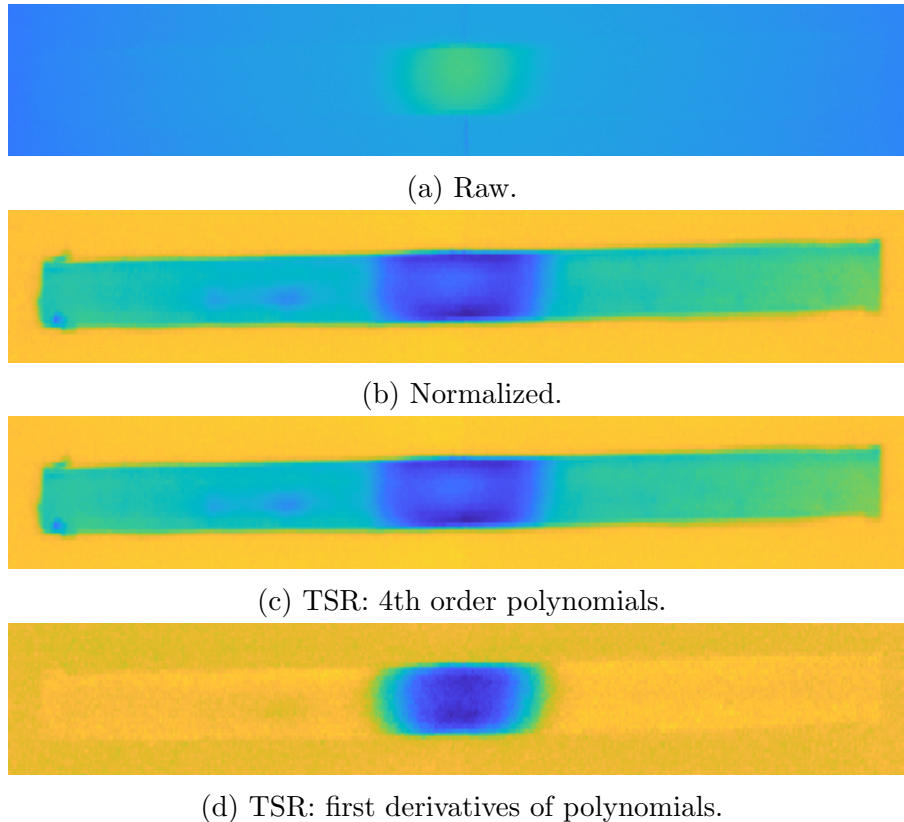 (a) Raw.
(b) Normalized.
(c) TSR: 4th order polynomials.
(d) TSR: first derivatives of polynomials.